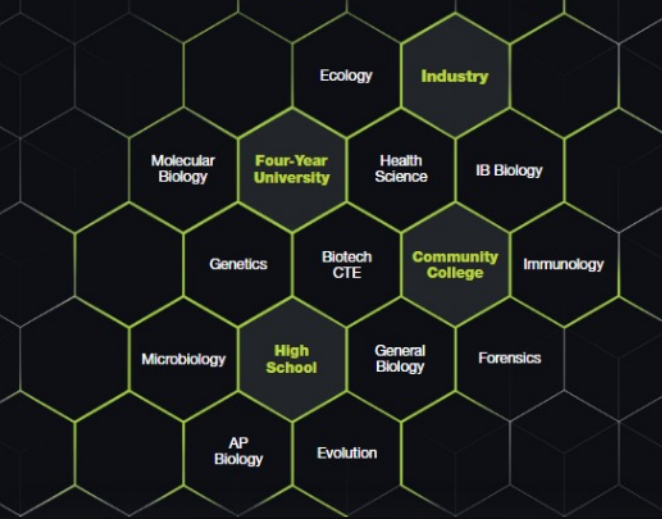 Ecology
Industry
Molecular
Biology
Four-Year
University
Health
Science
IB Biology
Genetics
Biotech
CTE
Community
College
Immunology
Microbiology
High
School
General
Biology
Forensics
AP
Biology
Evolution